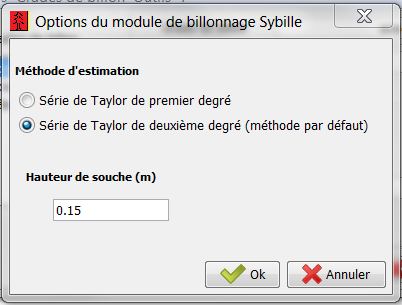 Options du module de billonnage Sybille
Méthode d'estimation
Série de Taylor de premier degré
Série de Taylor de deuxième degré (méthode par défaut)
Hauteur de souche (m)
0.15
Ok
Annuler